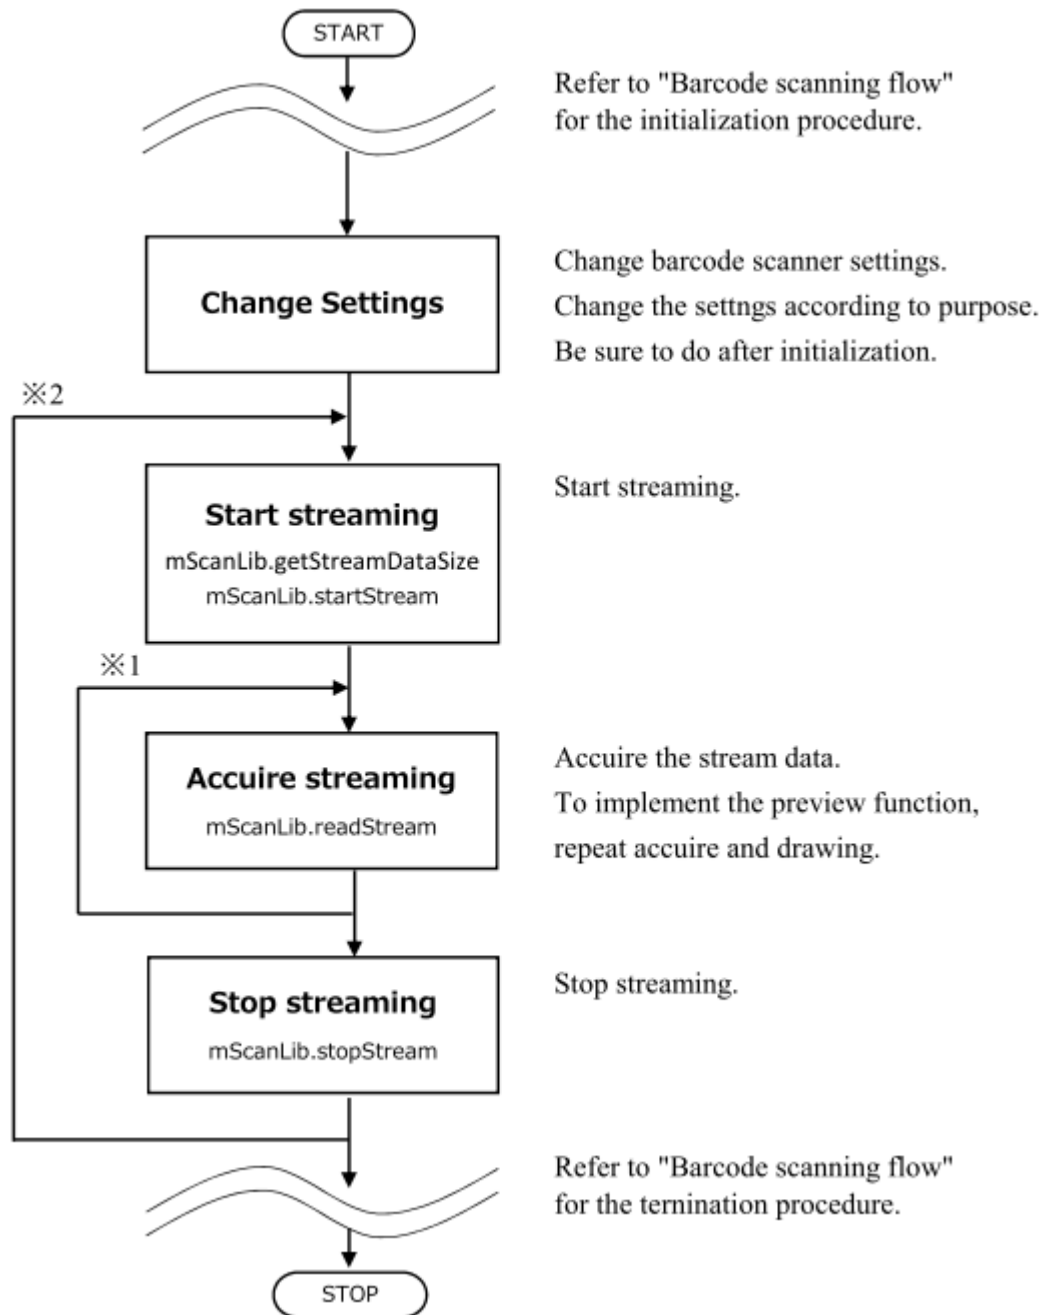 START
Refer to "Barcode scanning flow"
for the initialization procedure.
Change Settings
Change barcode scanner settings.
Change the settngs according to purpose.
Be sure to do after initialization.
※2
Start streaming
mScanLib.getStreamDataSize
mScanLib.startStream
Start streaming.
※1
Accuire streaming
mScanLib.readStream
Accuire the stream data.
To implement the preview function,
repeat accuire and drawing.
Stop streaming
mScanLib.stopStream
Stop streaming.
Refer to "Barcode scanning flow"
for the ternination procedure.
STOP